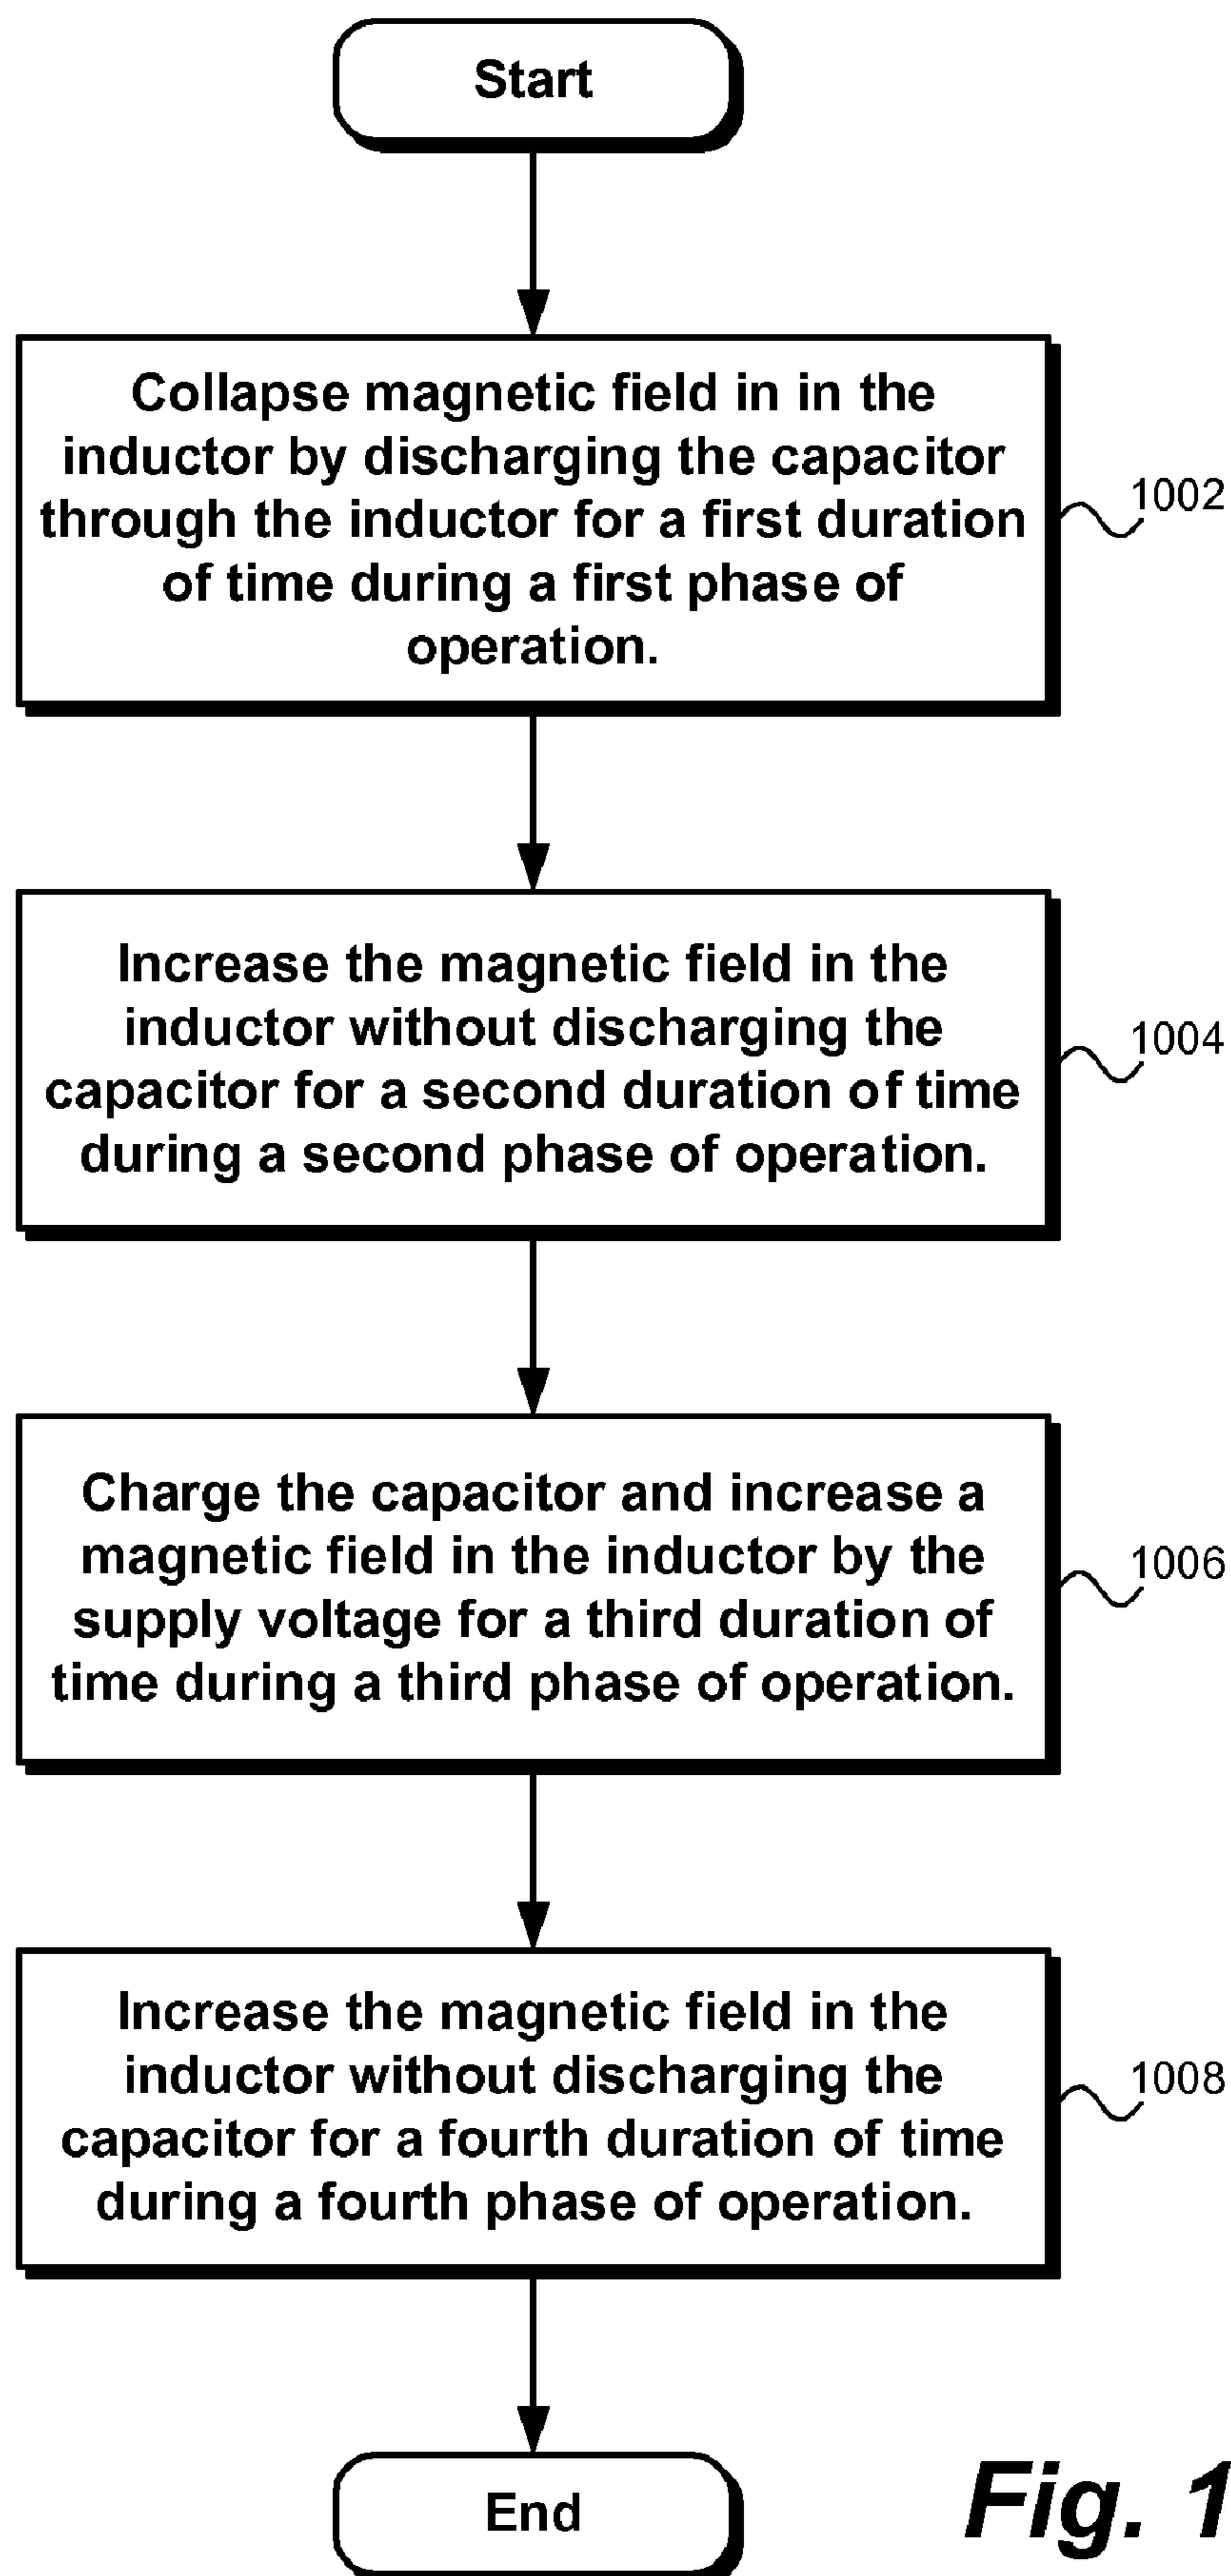 Start
Collapse magnetic field in in the
inductor by discharging the capacitor
through the inductor for a first duration
of time during a first phase of
operation.
1002
Increase the magnetic field in the
inductor without discharging the
capacitor for a second duration of time
during a second phase of operation.
1004
Charge the capacitor and increase a
magnetic field in the inductor by the
supply voltage for a third duration of
time during a third phase of operation.
1006
Increase the magnetic field in the
inductor without discharging the
capacitor for a fourth duration of time
during a fourth phase of operation.
1008
End
Fig. 1